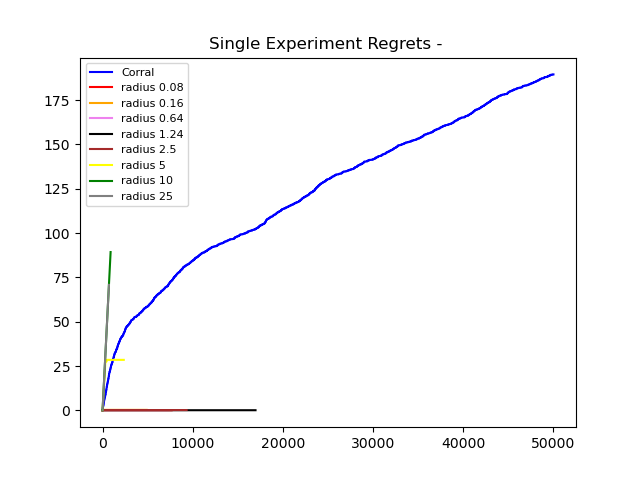 Single Experiment Regrets -
Corral
radius 0.08
radius 0.16
radius 0.64
radius 1.24
radius 2.5
radius 5
radius 10
radius 25
175
150
125
100
75
50
25
0
0 10000 20000 30000 40000 50000